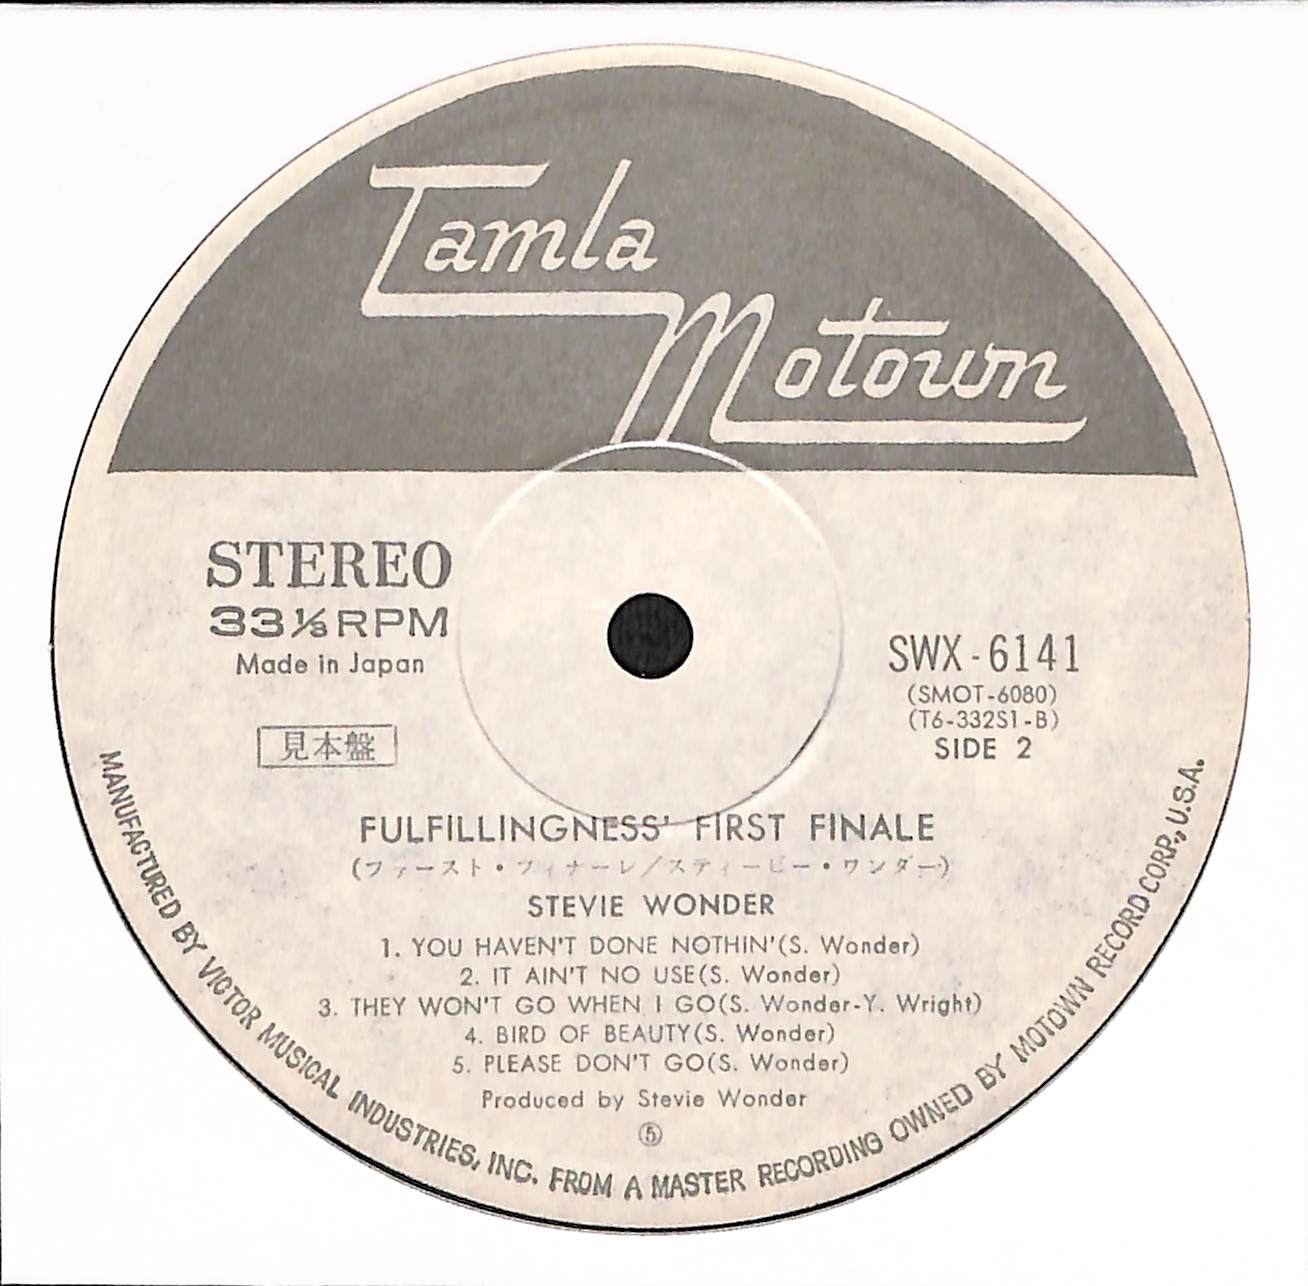 Tamla
Motown
STEREO
33⅓ RPM
Made in Japan
見本盤
SWX-6141
(SMOT-6080)
(T6-332S1-B)
SIDE 2
FULFILLINGNESS' FIRST FINALE
(ファースト・フィナーレ/スティービー・ワンダー)
STEVIE WONDER
1. YOU HAVEN'T DONE NOTHIN'(S. Wonder)
2. IT AIN'T NO USE(S. Wonder)
3. THEY WON'T GO WHEN I GO(S. Wonder-Y. Wright)
4. BIRD OF BEAUTY(S. Wonder)
5. PLEASE DON'T GO(S. Wonder)
Produced by Stevie Wonder
⑤
MANUFACTURED BY VICTOR MUSICAL INDUSTRIES, INC. FROM A MASTER RECORDING OWNED BY MOTOWN RECORD CORP., U.S.A.